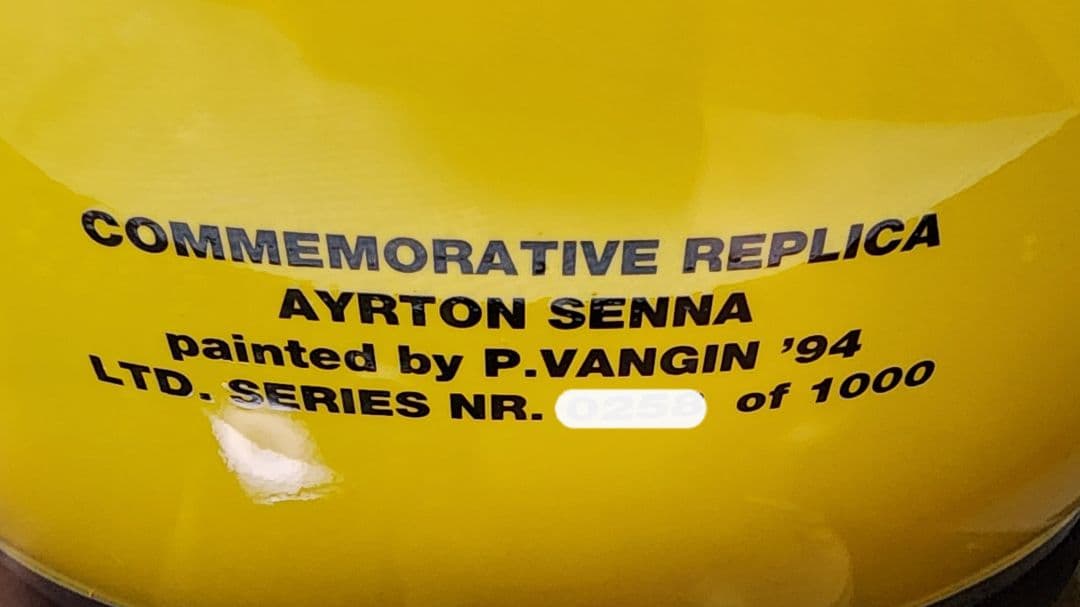 COMMEMORATIVE REPLICA
AYRTON SENNA
painted by P.VANGIN '94
LTD. SERIES NR. of 1000